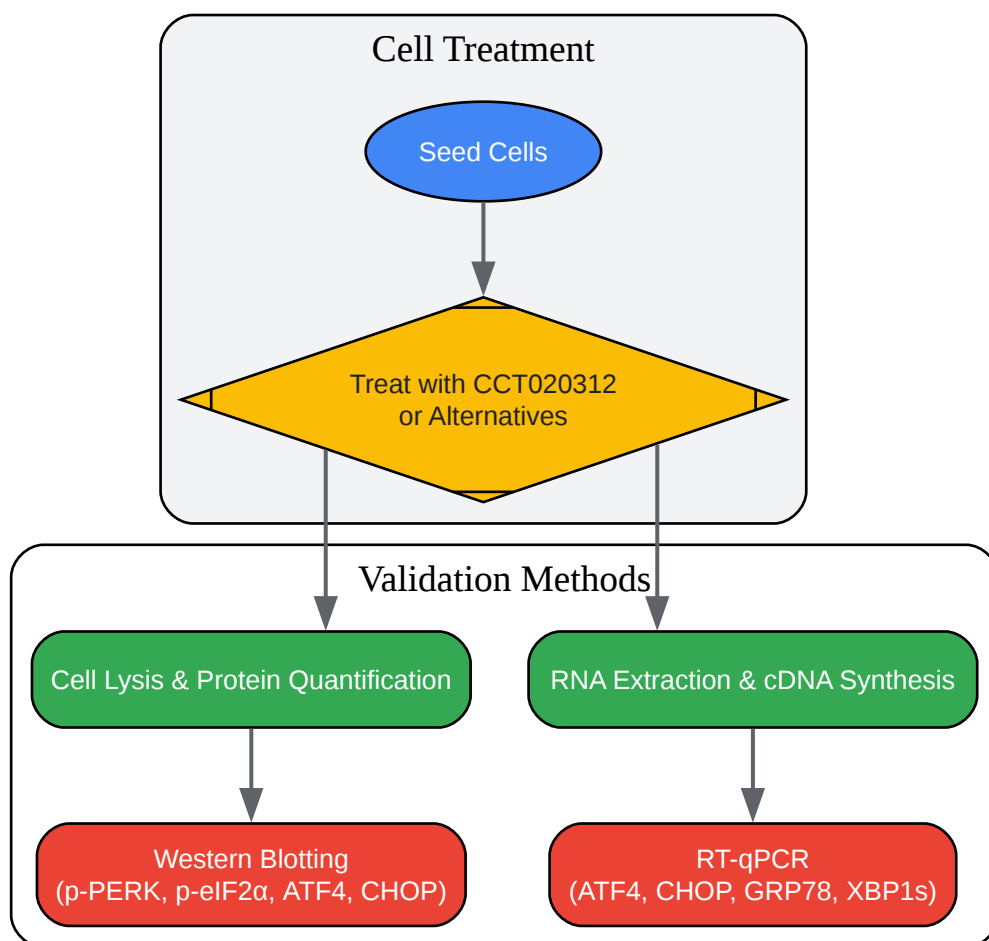 Cell Treatment
Seed Cells
Treat with CCT020312
or Alternatives
Validation Methods
Cell Lysis & Protein Quantification
RNA Extraction & cDNA Synthesis
Western Blotting
(p-PERK, p-eIF2α, ATF4, CHOP)
RT-qPCR
(ATF4, CHOP, GRP78, XBP1s)